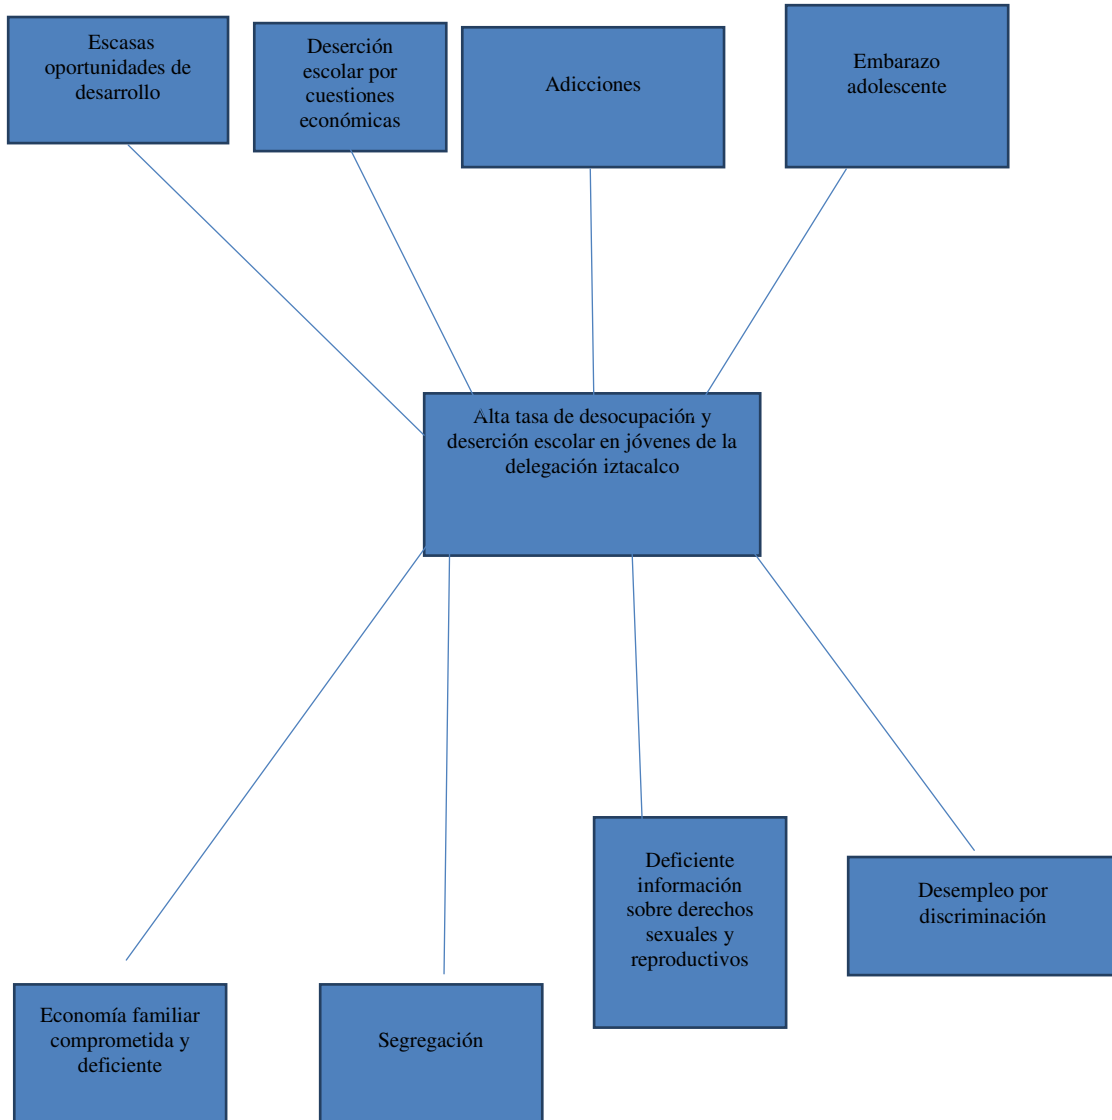 Escasas
oportunidades de
desarrollo
Deserción
escolar por
cuestiones
económicas
Adicciones
Embarazo
adolescente
Alta tasa de desocupación y
deserción escolar en jóvenes de la
delegación iztacalco
Deficiente
información
sobre derechos
sexuales y
reproductivos
Desempleo por
discriminación
Economía familiar
comprometida y
deficiente
Segregación